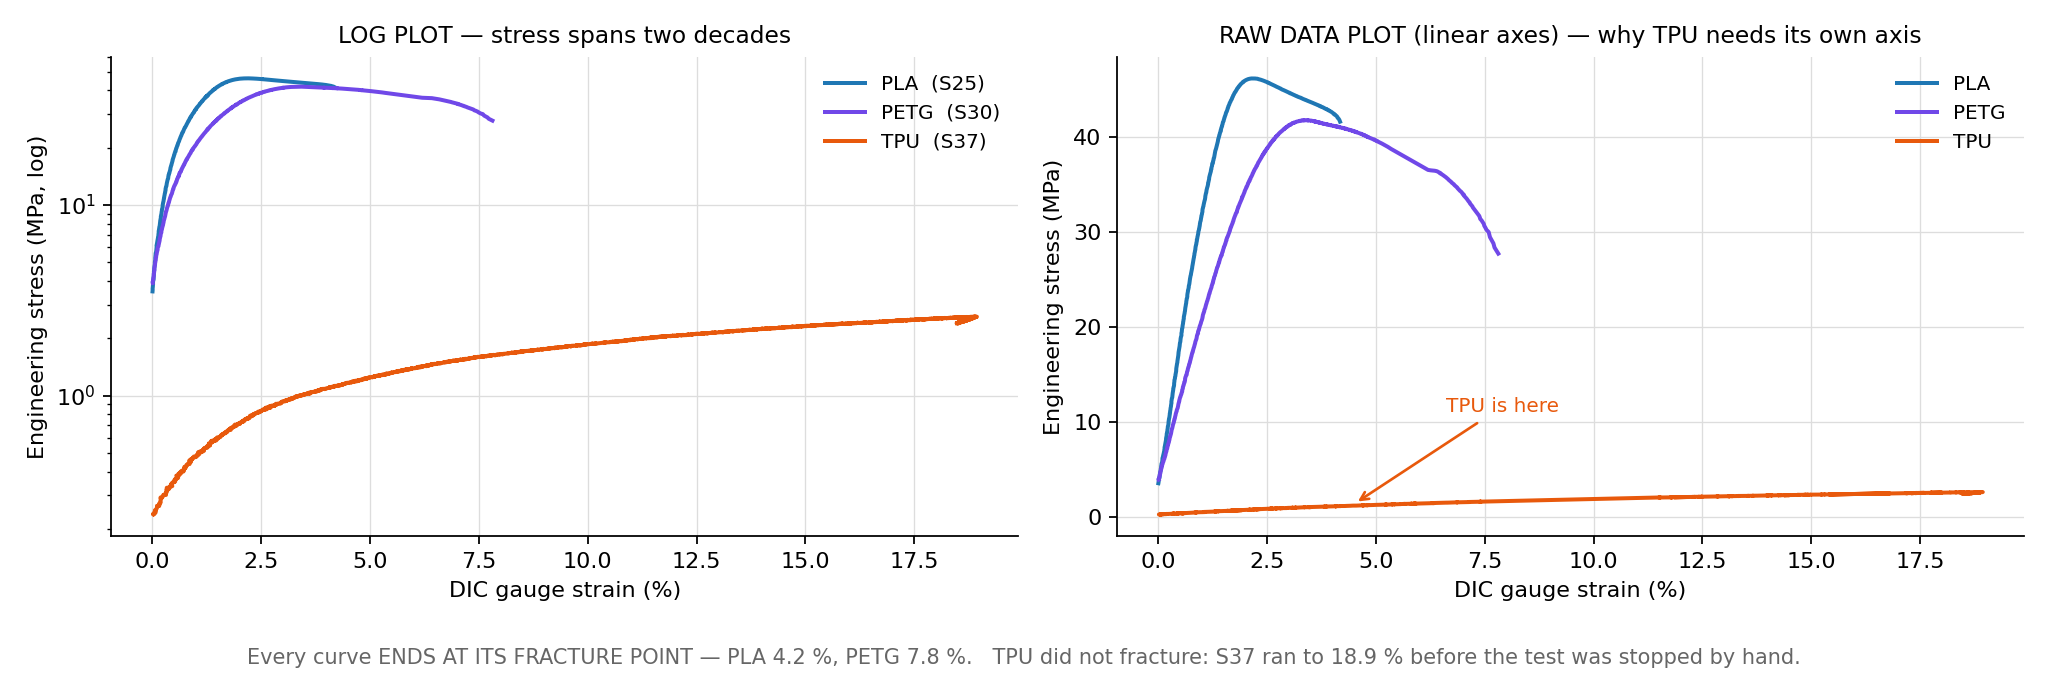 LOG PLOT — stress spans two decades
PLA (S25)
PETG (S30)
TPU (S37)
Engineering stress (MPa, log)
10¹
10⁰
0.0 2.5 5.0 7.5 10.0 12.5 15.0 17.5
DIC gauge strain (%)
RAW DATA PLOT (linear axes) — why TPU needs its own axis
PLA
PETG
TPU
Engineering stress (MPa)
40
30
20
10
0
TPU is here
0.0 2.5 5.0 7.5 10.0 12.5 15.0 17.5
DIC gauge strain (%)
Every curve ENDS AT ITS FRACTURE POINT — PLA 4.2 %, PETG 7.8 %. TPU did not fracture: S37 ran to 18.9 % before the test was stopped by hand.